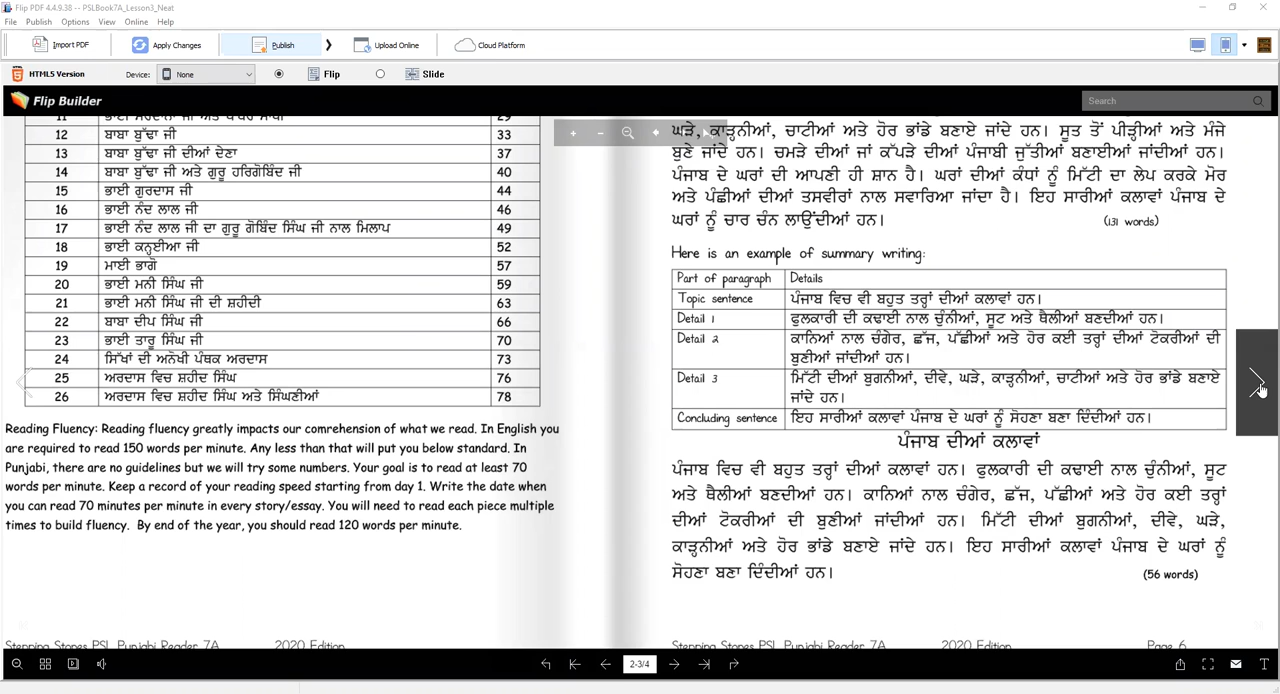 Flip PDF 4.4.9.38 -- PSLBook7A_Lesson3_Neat
File Publish Options View Online Help
Import PDF Apply Changes Publish Upload Online Cloud Platform
HTML5 Version Device: None Flip Slide
Flip Builder
Search
12 ਬਾਬਾ ਬੁੱਢਾ ਜੀ 33
13 ਬਾਬਾ ਬੁੱਢਾ ਜੀ ਦੀਆਂ ਦੇਣਾ 37
14 ਬਾਬਾ ਬੁੱਢਾ ਜੀ ਅਤੇ ਗੁਰੂ ਹਰਿਗੋਬਿੰਦ ਜੀ 40
15 ਭਾਈ ਗੁਰਦਾਸ ਜੀ 44
16 ਭਾਈ ਨੰਦ ਲਾਲ ਜੀ 46
17 ਭਾਈ ਨੰਦ ਲਾਲ ਜੀ ਦਾ ਗੁਰੂ ਗੋਬਿੰਦ ਸਿੰਘ ਜੀ ਨਾਲ ਮਿਲਾਪ 49
18 ਭਾਈ ਕਨ੍ਹਈਆ ਜੀ 52
19 ਮਾਈ ਭਾਗੋ 57
20 ਭਾਈ ਮਨੀ ਸਿੰਘ ਜੀ 59
21 ਭਾਈ ਮਨੀ ਸਿੰਘ ਜੀ ਦੀ ਸ਼ਹੀਦੀ 63
22 ਬਾਬਾ ਦੀਪ ਸਿੰਘ ਜੀ 66
23 ਭਾਈ ਤਾਰੂ ਸਿੰਘ ਜੀ 70
24 ਸਿੱਖਾਂ ਦੀ ਅਨੋਖੀ ਪੰਥਕ ਅਰਦਾਸ 73
25 ਅਰਦਾਸ ਵਿਚ ਸ਼ਹੀਦ ਸਿੰਘ 76
26 ਅਰਦਾਸ ਵਿਚ ਸ਼ਹੀਦ ਸਿੰਘ ਅਤੇ ਸਿੰਘਣੀਆਂ 78
Reading Fluency: Reading fluency greatly impacts our comrehension of what we read. In English you
are required to read 150 words per minute. Any less than that will put you below standard. In
Punjabi, there are no guidelines but we will try some numbers. Your goal is to read at least 70
words per minute. Keep a record of your reading speed starting from day 1. Write the date when
you can read 70 minutes per minute in every story/essay. You will need to read each piece multiple
times to build fluency. By end of the year, you should read 120 words per minute.
Stepping Stones PSL Punjabi Reader 7A 2020 Edition
ਘੜੇ, ਕਾੜ੍ਹਨੀਆਂ, ਚਾਟੀਆਂ ਅਤੇ ਹੋਰ ਭਾਂਡੇ ਬਣਾਏ ਜਾਂਦੇ ਹਨ। ਸੂਤ ਤੋਂ ਪੀੜ੍ਹੀਆਂ ਅਤੇ ਮੰਜੇ
ਬੁਣੇ ਜਾਂਦੇ ਹਨ। ਚਮੜੇ ਦੀਆਂ ਜਾਂ ਕੱਪੜੇ ਦੀਆਂ ਪੰਜਾਬੀ ਜੁੱਤੀਆਂ ਬਣਾਈਆਂ ਜਾਂਦੀਆਂ ਹਨ।
ਪੰਜਾਬ ਦੇ ਘਰਾਂ ਦੀ ਆਪਣੀ ਹੀ ਸ਼ਾਨ ਹੈ। ਘਰਾਂ ਦੀਆਂ ਕੰਧਾਂ ਨੂੰ ਮਿੱਟੀ ਦਾ ਲੇਪ ਕਰਕੇ ਮੋਰ
ਅਤੇ ਪੰਛੀਆਂ ਦੀਆਂ ਤਸਵੀਰਾਂ ਨਾਲ ਸਵਾਰਿਆ ਜਾਂਦਾ ਹੈ। ਇਹ ਸਾਰੀਆਂ ਕਲਾਵਾਂ ਪੰਜਾਬ ਦੇ
ਘਰਾਂ ਨੂੰ ਚਾਰ ਚੰਨ ਲਾਉਂਦੀਆਂ ਹਨ। (131 words)
Here is an example of summary writing:
Part of paragraph Details
Topic sentence ਪੰਜਾਬ ਵਿਚ ਵੀ ਬਹੁਤ ਤਰ੍ਹਾਂ ਦੀਆਂ ਕਲਾਵਾਂ ਹਨ।
Detail 1 ਫੁਲਕਾਰੀ ਦੀ ਕਢਾਈ ਨਾਲ ਚੁੰਨੀਆਂ, ਸੂਟ ਅਤੇ ਥੈਲੀਆਂ ਬਣਦੀਆਂ ਹਨ।
Detail 2 ਕਾਨਿਆਂ ਨਾਲ ਚੰਗੇਰ, ਛੱਜ, ਪੱਛੀਆਂ ਅਤੇ ਹੋਰ ਕਈ ਤਰ੍ਹਾਂ ਦੀਆਂ ਟੋਕਰੀਆਂ ਦੀ
ਬੁਣੀਆਂ ਜਾਂਦੀਆਂ ਹਨ।
Detail 3 ਮਿੱਟੀ ਦੀਆਂ ਬੁਗਨੀਆਂ, ਦੀਵੇ, ਘੜੇ, ਕਾੜ੍ਹਨੀਆਂ, ਚਾਟੀਆਂ ਅਤੇ ਹੋਰ ਭਾਂਡੇ ਬਣਾਏ
ਜਾਂਦੇ ਹਨ।
Concluding sentence ਇਹ ਸਾਰੀਆਂ ਕਲਾਵਾਂ ਪੰਜਾਬ ਦੇ ਘਰਾਂ ਨੂੰ ਸੋਹਣਾ ਬਣਾ ਦਿੰਦੀਆਂ ਹਨ।
ਪੰਜਾਬ ਦੀਆਂ ਕਲਾਵਾਂ
ਪੰਜਾਬ ਵਿਚ ਵੀ ਬਹੁਤ ਤਰ੍ਹਾਂ ਦੀਆਂ ਕਲਾਵਾਂ ਹਨ। ਫੁਲਕਾਰੀ ਦੀ ਕਢਾਈ ਨਾਲ ਚੁੰਨੀਆਂ, ਸੂਟ
ਅਤੇ ਥੈਲੀਆਂ ਬਣਦੀਆਂ ਹਨ। ਕਾਨਿਆਂ ਨਾਲ ਚੰਗੇਰ, ਛੱਜ, ਪੱਛੀਆਂ ਅਤੇ ਹੋਰ ਕਈ ਤਰ੍ਹਾਂ
ਦੀਆਂ ਟੋਕਰੀਆਂ ਦੀ ਬੁਣੀਆਂ ਜਾਂਦੀਆਂ ਹਨ। ਮਿੱਟੀ ਦੀਆਂ ਬੁਗਨੀਆਂ, ਦੀਵੇ, ਘੜੇ,
ਕਾੜ੍ਹਨੀਆਂ ਅਤੇ ਹੋਰ ਭਾਂਡੇ ਬਣਾਏ ਜਾਂਦੇ ਹਨ। ਇਹ ਸਾਰੀਆਂ ਕਲਾਵਾਂ ਪੰਜਾਬ ਦੇ ਘਰਾਂ ਨੂੰ
ਸੋਹਣਾ ਬਣਾ ਦਿੰਦੀਆਂ ਹਨ। (56 words)
Stepping Stones PSL Punjabi Reader 7A 2020 Edition Page 6
2-3/4